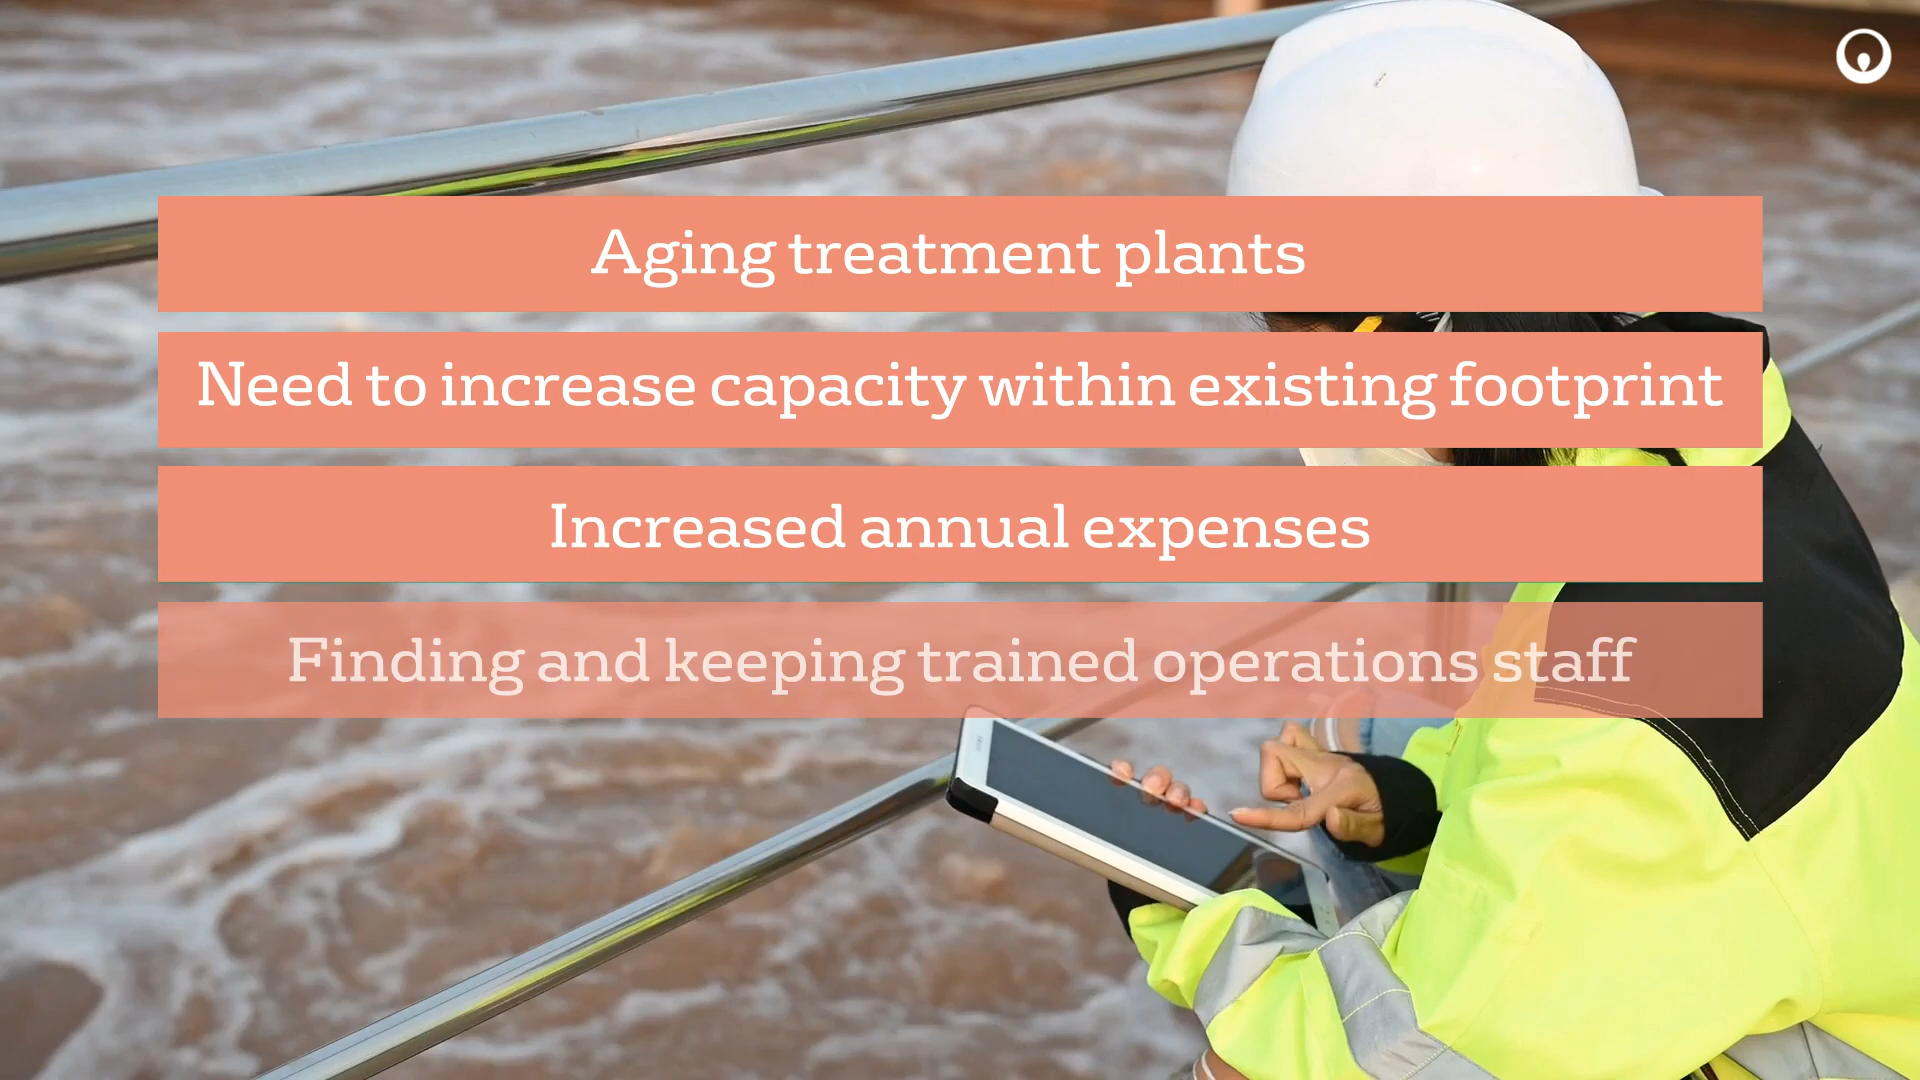 Aging treatment plants
Need to increase capacity within existing footprint
Increased annual expenses
Finding and keeping trained operations staff